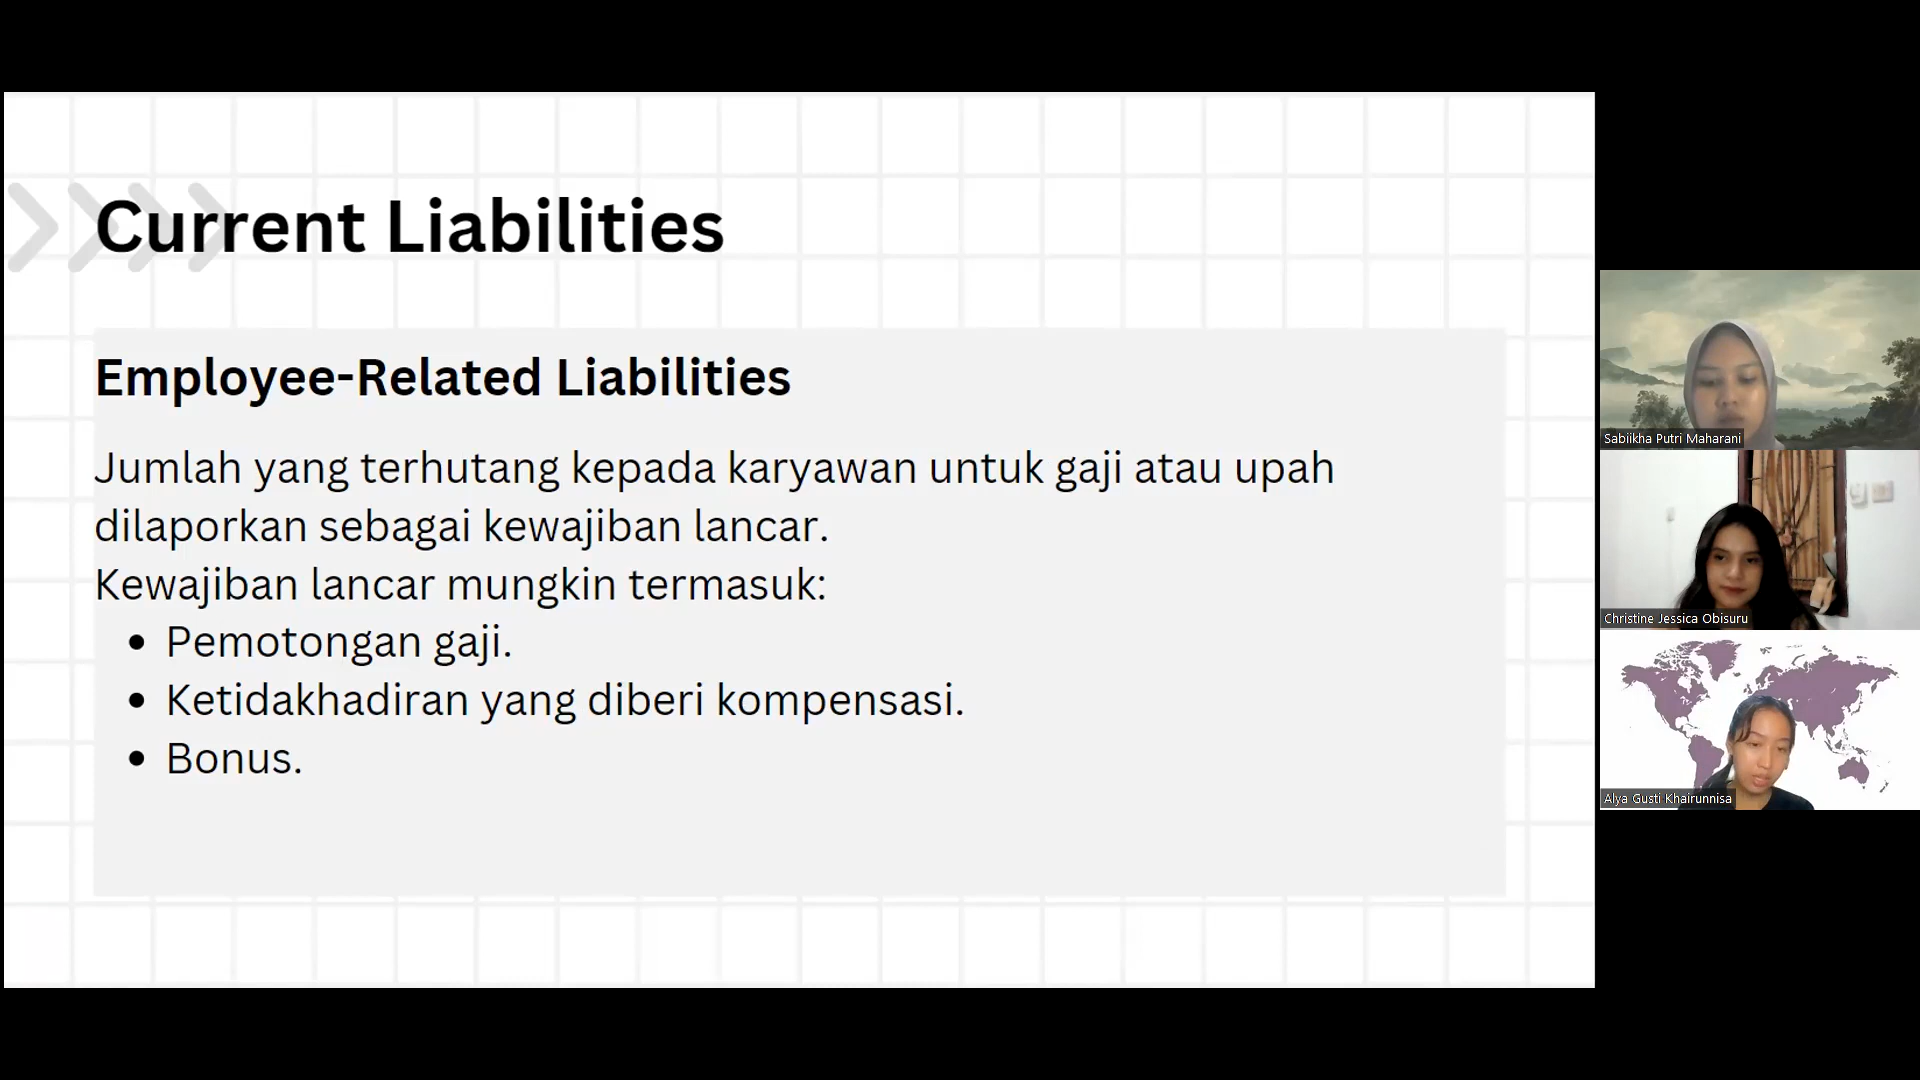 Current Liabilities
Employee-Related Liabilities
Jumlah yang terhutang kepada karyawan untuk gaji atau upah
dilaporkan sebagai kewajiban lancar.
Kewajiban lancar mungkin termasuk:
• Pemotongan gaji.
• Ketidakhadiran yang diberi kompensasi.
• Bonus.
Sabiikha Putri Maharani
Christine Jessica Obisuru
Alya Gusti Khairunnisa